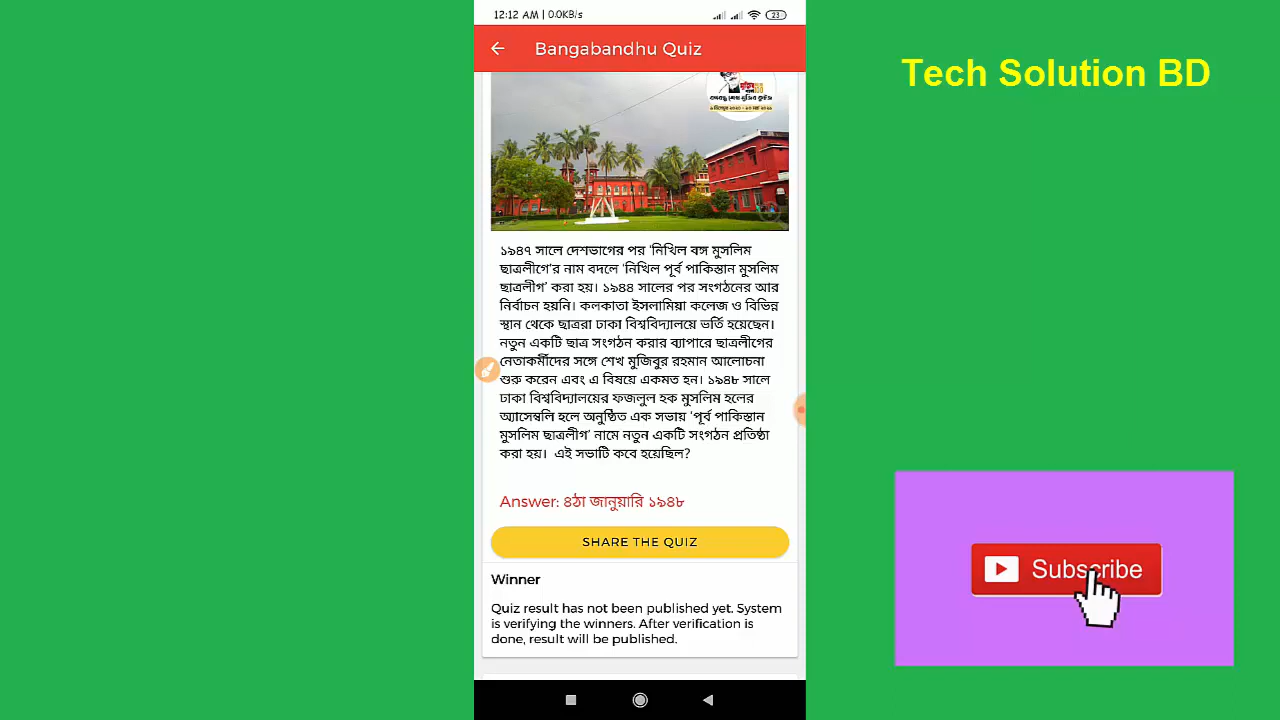 12:12 AM | 0.0KB/s
23
Bangabandhu Quiz
Tech Solution BD
১৯৪৭ সালে দেশভাগের পর ‘নিখিল বঙ্গ মুসলিম
ছাত্রলীগে’র নাম বদলে ‘নিখিল পূর্ব পাকিস্তান মুসলিম
ছাত্রলীগ’ করা হয়। ১৯৪৪ সালের পর সংগঠনের আর
নির্বাচন হয়নি। কলকাতা ইসলামিয়া কলেজ ও বিভিন্ন
স্থান থেকে ছাত্ররা ঢাকা বিশ্ববিদ্যালয়ে ভর্তি হয়েছেন।
নতুন একটি ছাত্র সংগঠন করার ব্যাপারে ছাত্রলীগের
নেতাকর্মীদের সঙ্গে শেখ মুজিবুর রহমান আলোচনা
শুরু করেন এবং এ বিষয়ে একমত হন। ১৯৪৮ সালে
ঢাকা বিশ্ববিদ্যালয়ের ফজলুল হক মুসলিম হলের
অ্যাসেম্বলি হলে অনুষ্ঠিত এক সভায় ‘পূর্ব পাকিস্তান
মুসলিম ছাত্রলীগ’ নামে নতুন একটি সংগঠন প্রতিষ্ঠা
করা হয়। এই সভাটি কবে হয়েছিল?
Answer: ৪ঠা জানুয়ারি ১৯৪৮
SHARE THE QUIZ
Winner
Quiz result has not been published yet. System
is verifying the winners. After verification is
done, result will be published.
Subscribe